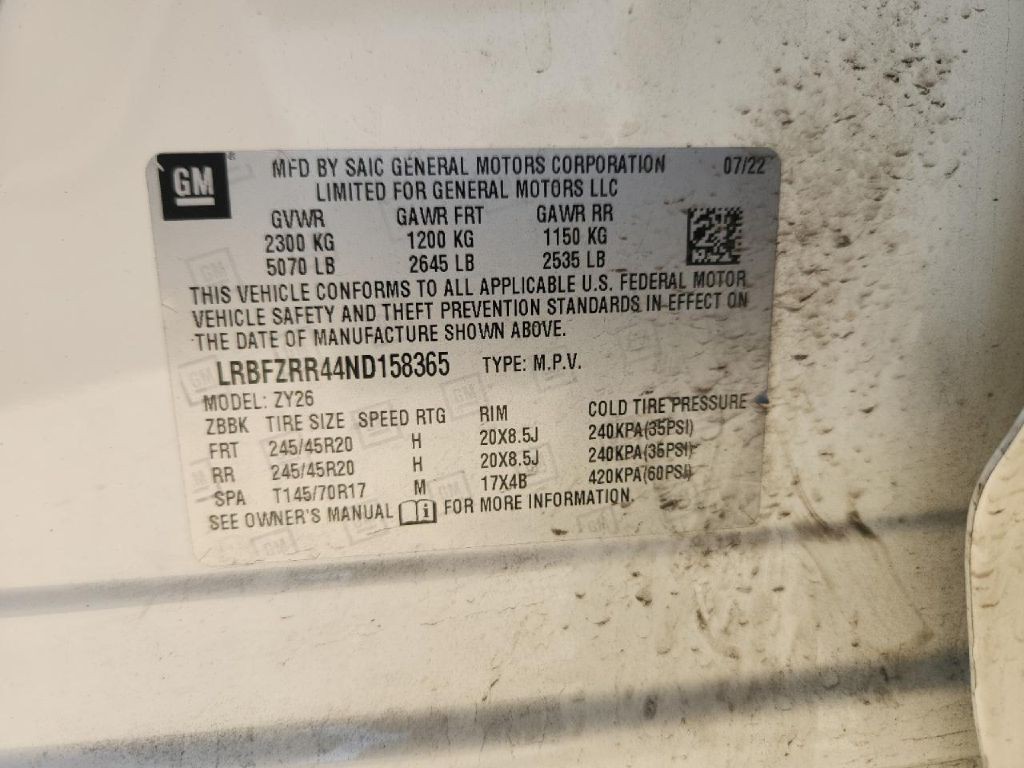 GM® MFD BY SAIC GENERAL MOTORS CORPORATION 07/22
LIMITED FOR GENERAL MOTORS LLC
GVWR GAWR FRT GAWR RR
2300 KG 1200 KG 1150 KG
5070 LB 2645 LB 2535 LB
THIS VEHICLE CONFORMS TO ALL APPLICABLE U.S. FEDERAL MOTOR
VEHICLE SAFETY AND THEFT PREVENTION STANDARDS IN EFFECT ON
THE DATE OF MANUFACTURE SHOWN ABOVE.
LRBFZRR44ND158365 TYPE: M.P.V.
MODEL: ZY26
ZBBK TIRE SIZE SPEED RTG RIM COLD TIRE PRESSURE
FRT 245/45R20 H 20X8.5J 240KPA(35PSI)
RR 245/45R20 H 20X8.5J 240KPA(35PSI)
SPA T145/70R17 M 17X4B 420KPA(60PSI)
SEE OWNER'S MANUAL i FOR MORE INFORMATION.